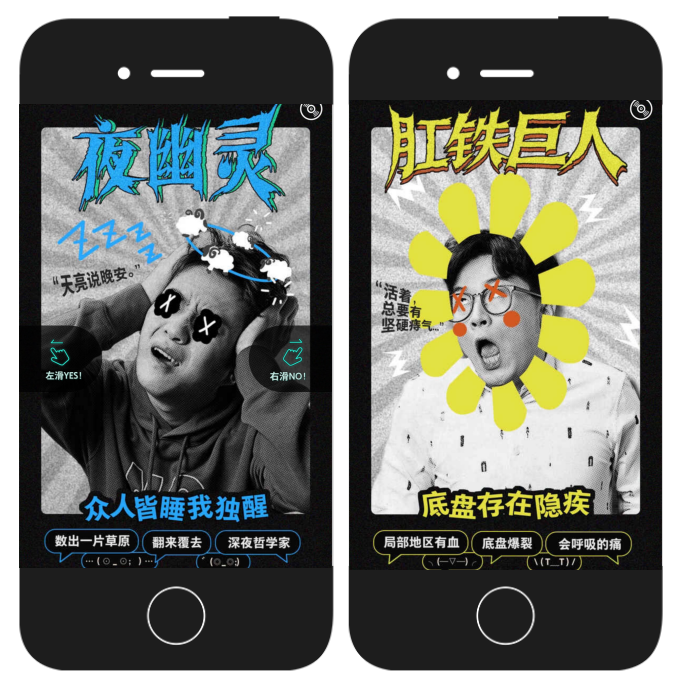 夜幽灵
ZZZZ
“天亮说晚安。”
左滑YES!
右滑NO!
众人皆睡我独醒
数出一片草原
翻来覆去
深夜哲学家
肛铁巨人
“活着，
总要有
坚硬痔气...”
底盘存在隐疾
局部地区有血
底盘爆裂
会呼吸的痛
\(T__T)/